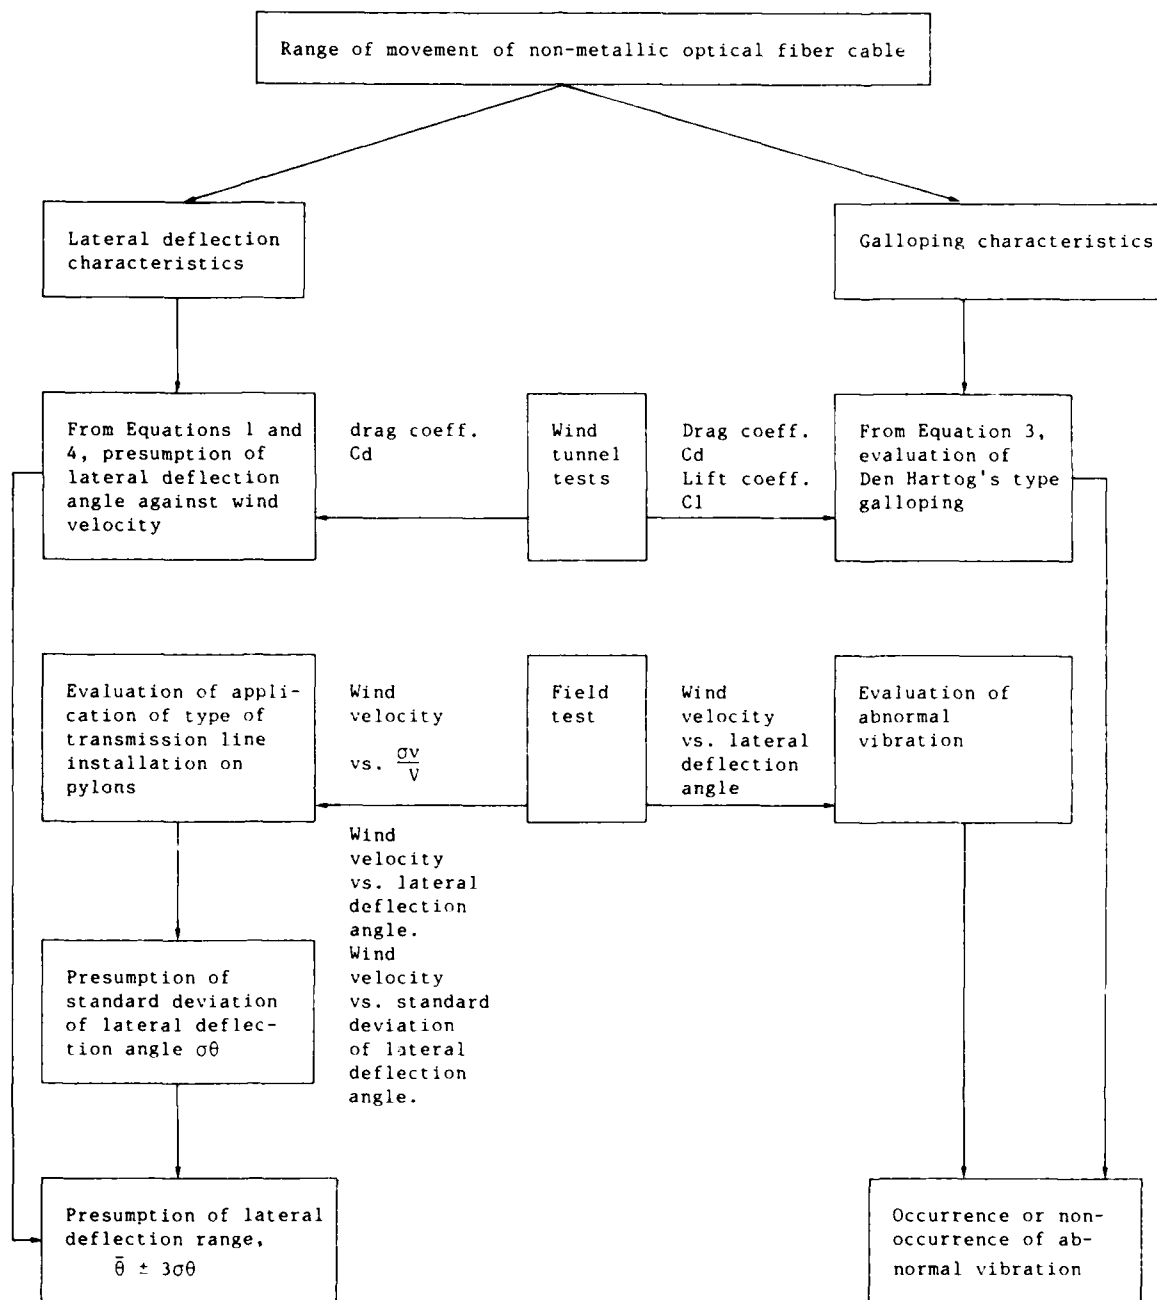 Range of movement of non-metallic optical fiber cable
Lateral deflection
characteristics
Galloping characteristics
From Equations 1 and
4, presumption of
lateral deflection
angle against wind
velocity
drag coeff.
Cd
Wind
tunnel
tests
Drag coeff.
Cd
Lift coeff.
Cl
From Equation 3,
evaluation of
Den Hartog's type
galloping
Evaluation of appli-
cation of type of
transmission line
installation on
pylons
Wind
velocity
vs. σv/V
Field
test
Wind
velocity
vs. lateral
deflection
angle
Evaluation of
abnormal
vibration
Wind
velocity
vs. lateral
deflection
angle.
Wind
velocity
vs. standard
deviation
of lateral
deflection
angle.
Presumption of
standard deviation
of lateral deflec-
tion angle σθ
Presumption of lateral
deflection range,
θ̄ ± 3σθ
Occurrence or non-
occurrence of ab-
normal vibration